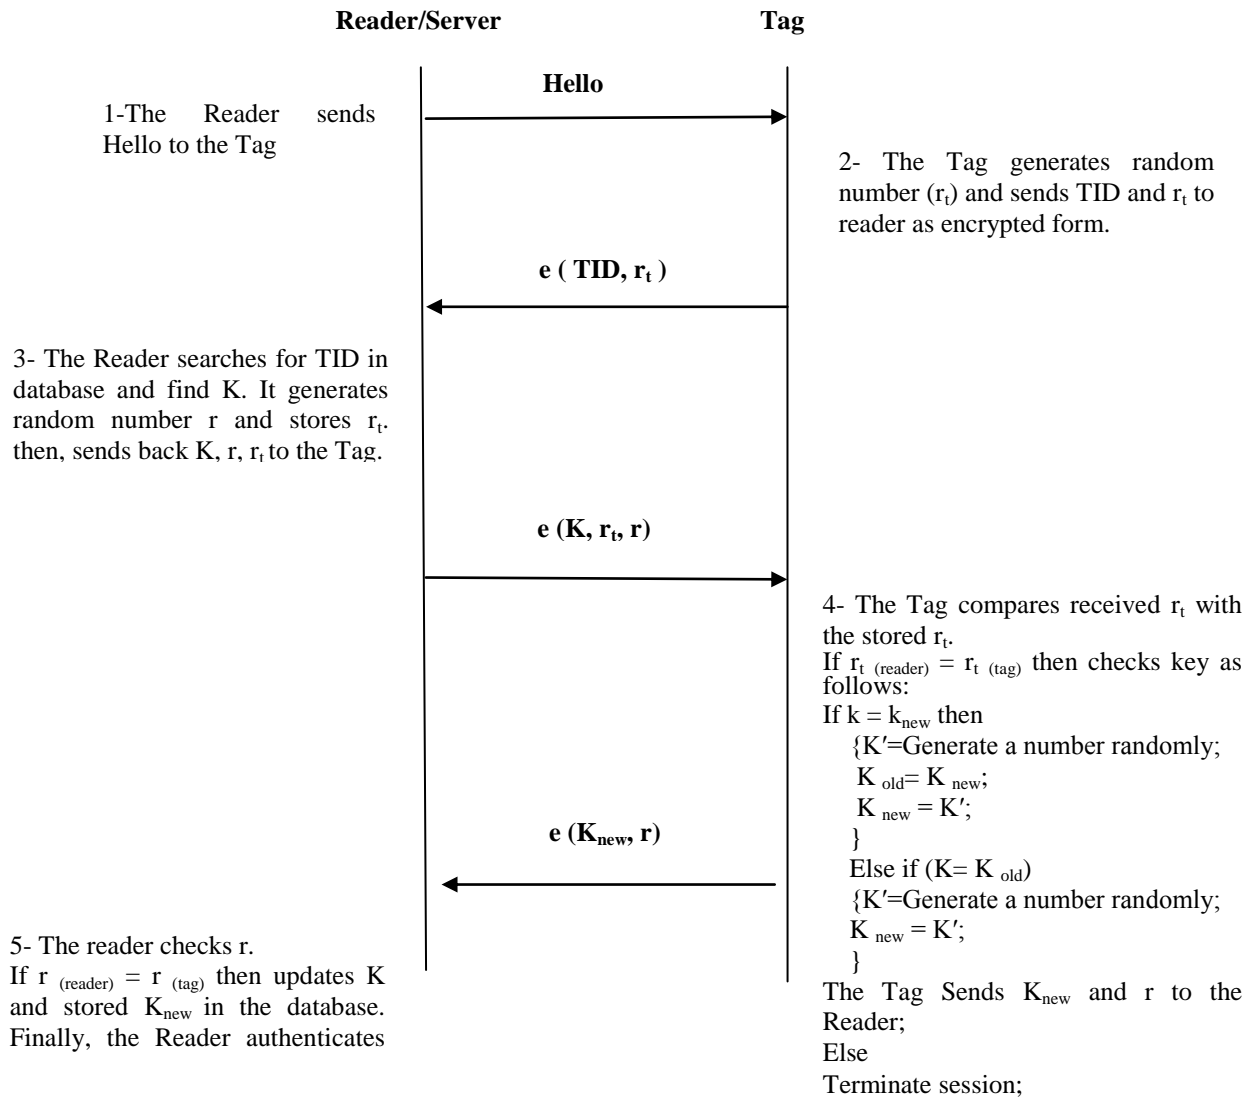 Reader/Server Tag
Hello
1-The Reader sends
Hello to the Tag
2- The Tag generates random
number (rₜ) and sends TID and rₜ to
reader as encrypted form.
e ( TID, rₜ )
3- The Reader searches for TID in
database and find K. It generates
random number r and stores rₜ.
then, sends back K, r, rₜ to the Tag.
e (K, rₜ, r)
4- The Tag compares received rₜ with
the stored rₜ.
If rₜ (reader) = rₜ (tag) then checks key as
follows:
If k = k_new then
{K′=Generate a number randomly;
K old= K new;
K new = K′;
}
Else if (K= K old)
{K′=Generate a number randomly;
K new = K′;
}
The Tag Sends K_new and r to the
Reader;
Else
Terminate session;
e (K_new, r)
5- The reader checks r.
If r (reader) = r (tag) then updates K
and stored K_new in the database.
Finally, the Reader authenticates